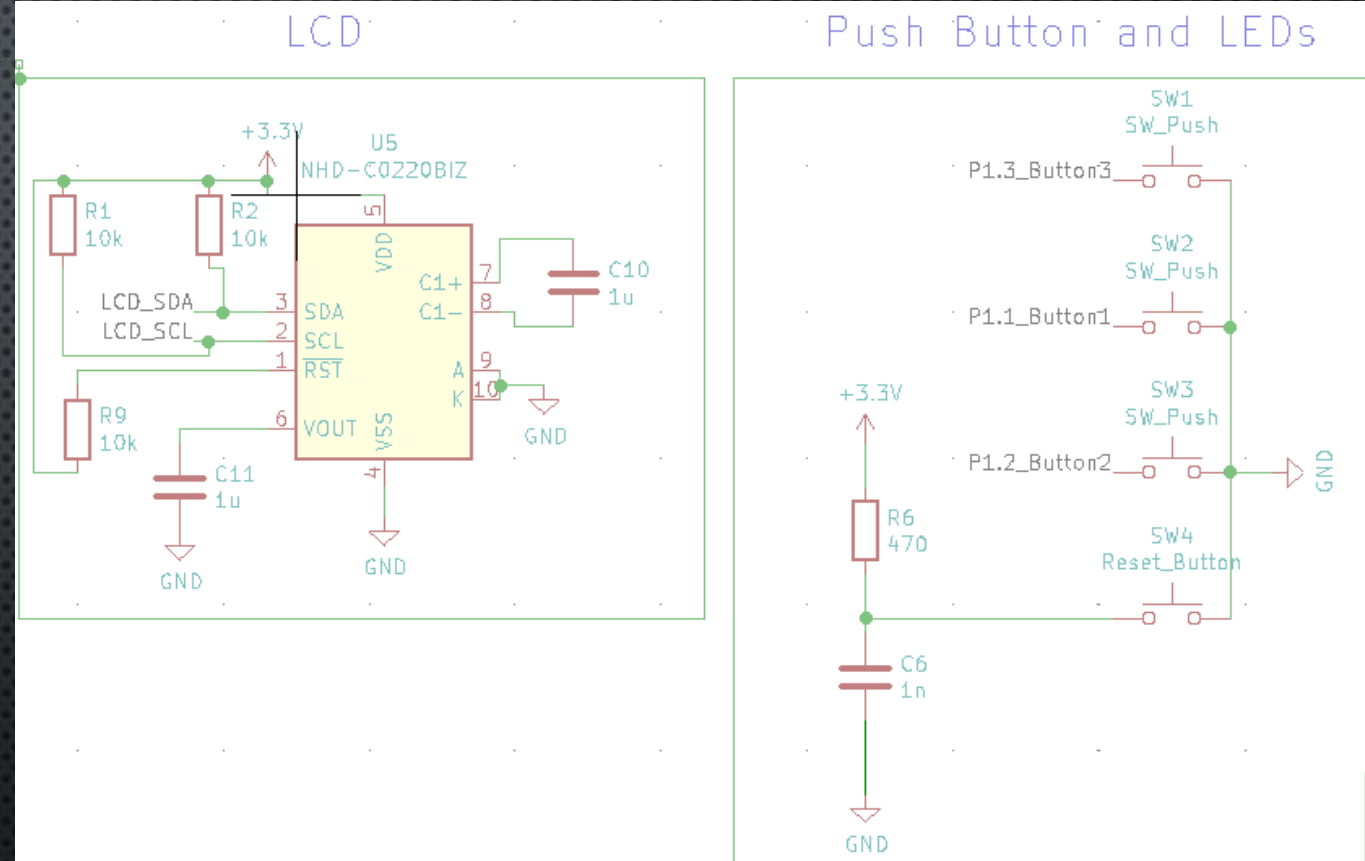 LCD
+3.3V
U5
NHD-C0220BIZ
R1
10k
R2
10k
5
VDD
LCD_SDA
3
SDA
LCD_SCL
2
SCL
1
RST
R9
10k
6
VOUT
VSS
4
C1+
7
C1-
8
C10
1u
A
9
K
10
GND
C11
1u
GND
GND
Push Button and LEDs
SW1
SW_Push
P1.3_Button3
SW2
SW_Push
P1.1_Button1
SW3
SW_Push
P1.2_Button2
GND
SW4
Reset_Button
+3.3V
R6
470
C6
1n
GND